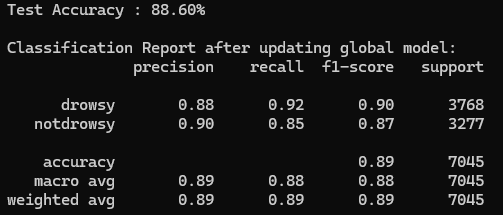 Test Accuracy : 88.60%
Classification Report after updating global model:
precision recall f1-score support
drowsy 0.88 0.92 0.90 3768
notdrowsy 0.90 0.85 0.87 3277
accuracy 0.89 7045
macro avg 0.89 0.88 0.88 7045
weighted avg 0.89 0.89 0.89 7045